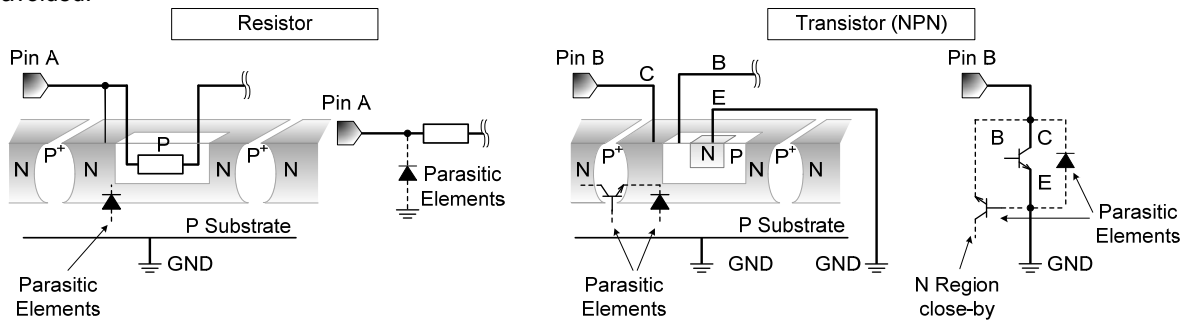 Resistor
Transistor (NPN)
Pin A
Pin A
N
P+
N
P
N
P+
N
Parasitic
Elements
P Substrate
GND
Parasitic
Elements
Pin B
C
B
E
N
P+
N
N
P
N
P+
N
P Substrate
GND
GND
Parasitic
Elements
Pin B
B
C
E
Parasitic
Elements
GND
N Region
close-by